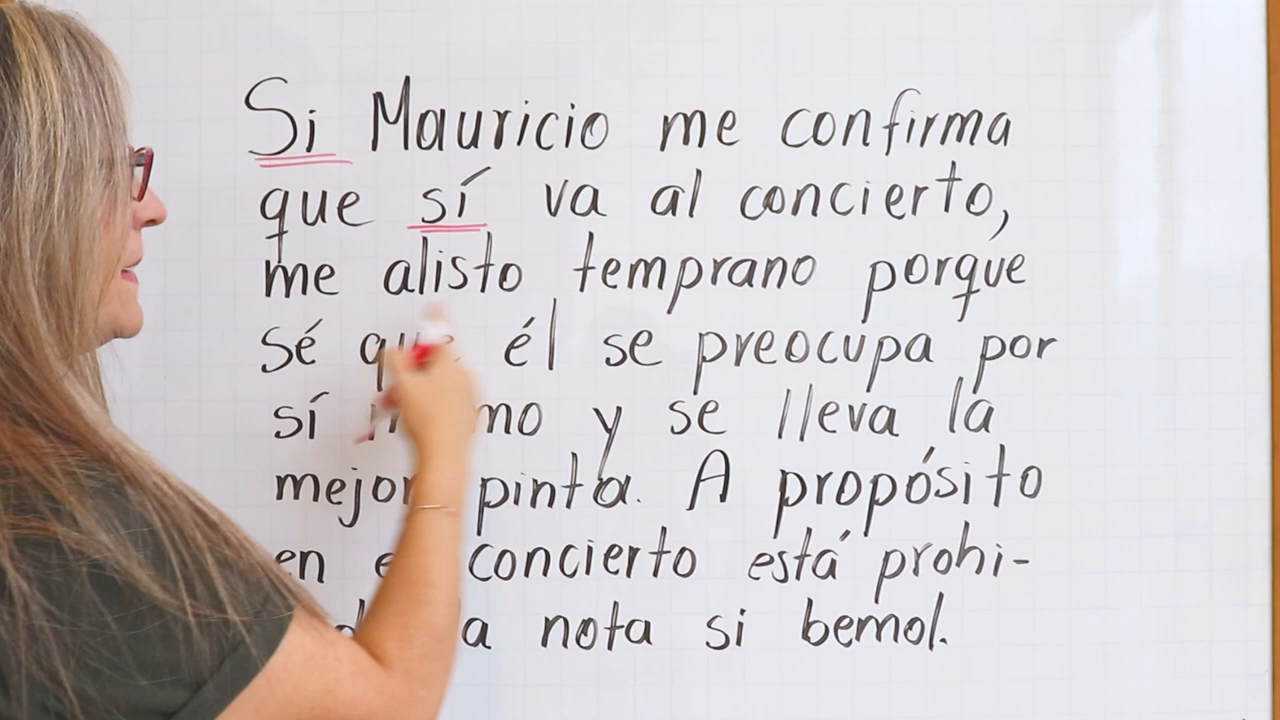 Si Mauricio me confirma
que sí va al concierto,
me alisto temprano porque
sé que él se preocupa por
sí y se lleva la
mejor pinta. A propósito
en concierto está prohi-
nota si bemol.